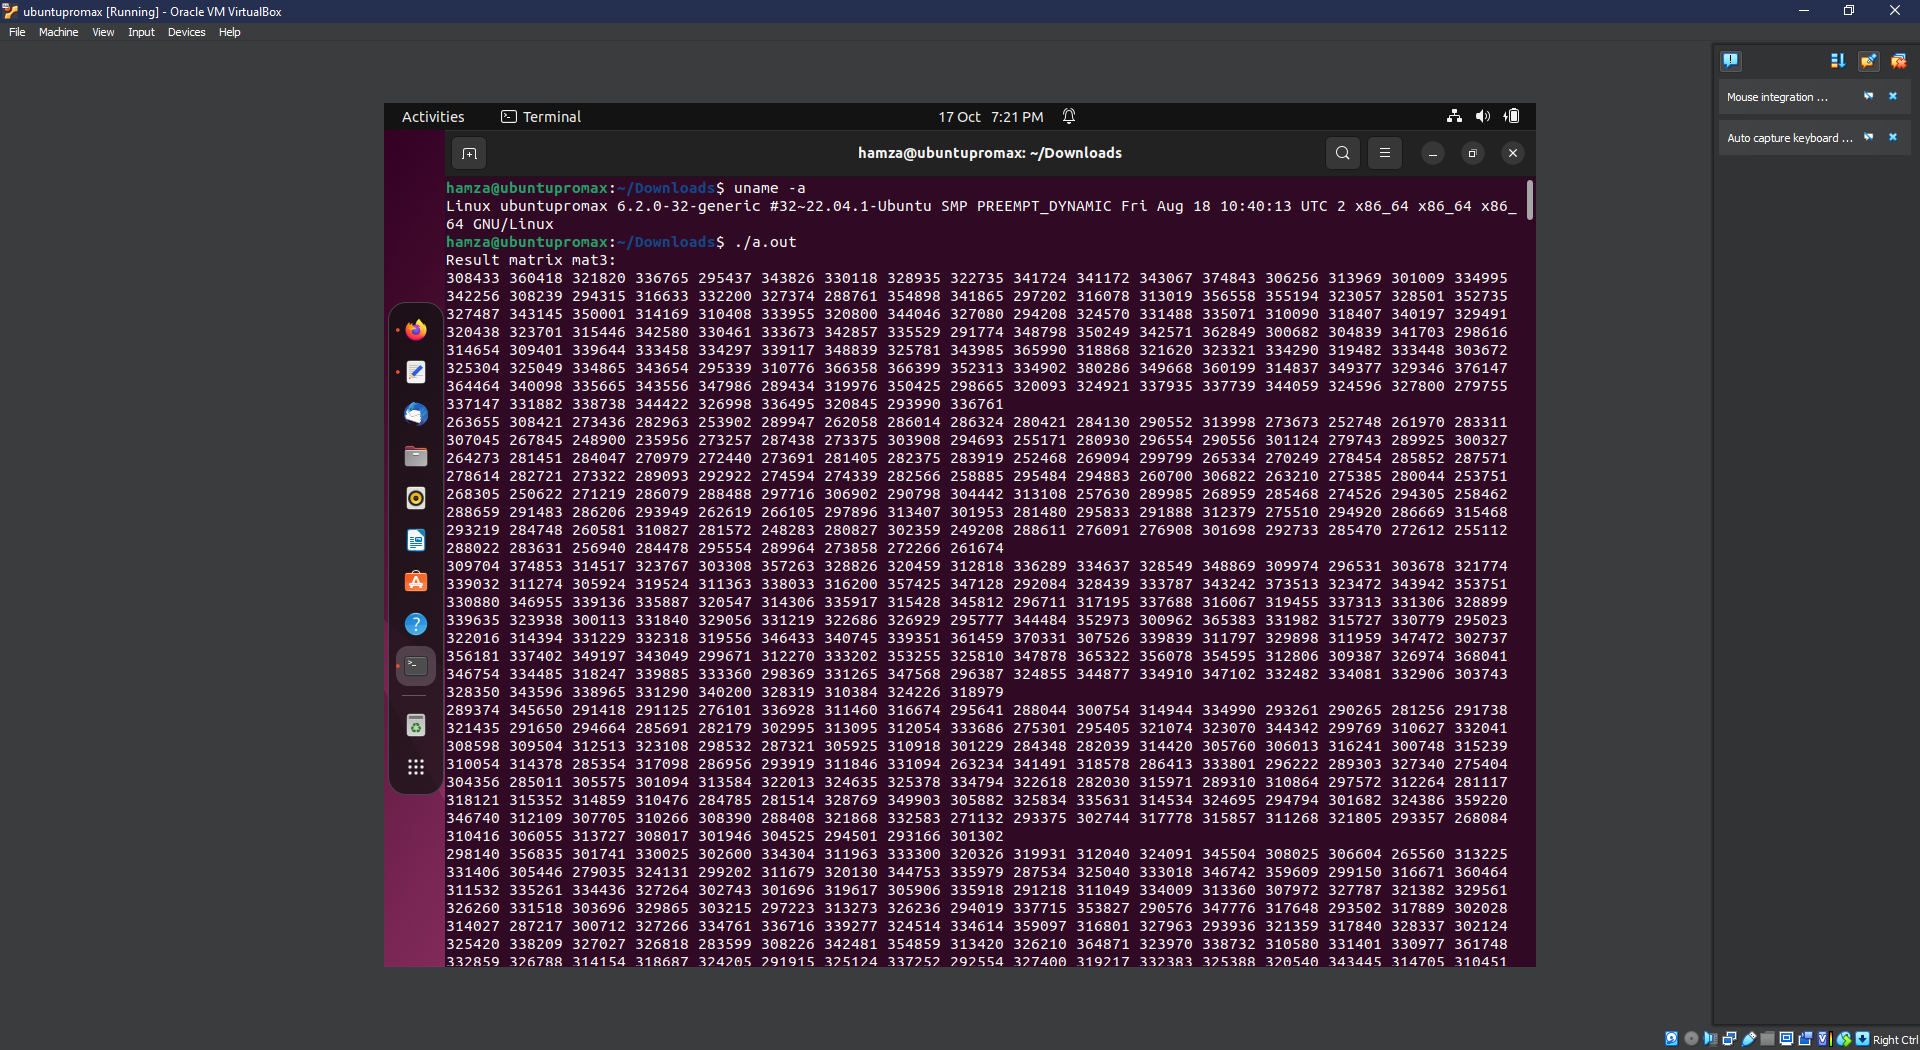 ubuntupromax [Running] - Oracle VM VirtualBox
File Machine View Input Devices Help
Mouse integration ...
Auto capture keyboard ...
Activities Terminal 17 Oct 7:21 PM
hamza@ubuntupromax: ~/Downloads
hamza@ubuntupromax:~/Downloads$ uname -a
Linux ubuntupromax 6.2.0-32-generic #32~22.04.1-Ubuntu SMP PREEMPT_DYNAMIC Fri Aug 18 10:40:13 UTC 2 x86_64 x86_64 x86_
64 GNU/Linux
hamza@ubuntupromax:~/Downloads$ ./a.out
Result matrix mat3:
308433 360418 321820 336765 295437 343826 330118 328935 322735 341724 341172 343067 374843 306256 313969 301009 334995
342256 308239 294315 316633 332200 327374 288761 354898 341865 297202 316078 313019 356558 355194 323057 328501 352735
327487 343145 350001 314169 310408 333955 320800 344046 327080 294208 324570 331488 335071 310090 318407 340197 329491
320438 323701 315446 342580 330461 333673 342857 335529 291774 348798 350249 342571 362849 300682 304839 341703 298616
314654 309401 339644 333458 334297 339117 348839 325781 343985 365990 318868 321620 323321 334290 319482 333448 303672
325304 325049 334865 343654 295339 310776 366358 366399 352313 334902 380286 349668 360199 314837 349377 329346 376147
364464 340098 335665 343556 347986 289434 319976 350425 298665 320093 324921 337935 337739 344059 324596 327800 279755
337147 331882 338738 344422 326998 336495 320845 293990 336761
263655 308421 273436 282963 253902 289947 262058 286014 286324 280421 284130 290552 313998 273673 252748 261970 283311
307045 267845 248900 235956 273257 287438 273375 303908 294693 255171 280930 296554 290556 301124 279743 289925 300327
264273 281451 284047 270979 272440 273691 281405 282375 283919 252468 269094 299799 265334 270249 278454 285852 287571
278614 282721 273322 289093 292922 274594 274339 282566 258885 295484 294883 260700 306822 263210 275385 280044 253751
268305 250622 271219 286079 288488 297716 306902 290798 304442 313108 257630 289985 268959 285468 274526 294305 258462
288659 291483 286206 293949 262619 266105 297896 313407 301953 281480 295833 291888 312379 275510 294920 286669 315468
293219 284748 260581 310827 281572 248283 280827 302359 249208 288611 276091 276908 301698 292733 285470 272612 255112
288022 283631 256940 284478 295554 289964 273858 272266 261674
309704 374853 314517 323767 303308 357263 328826 320459 312818 336289 334637 328549 348869 309974 296531 303678 321774
339032 311274 305924 319524 311363 338033 316200 357425 347128 292084 328439 333787 343242 373513 323472 343942 353751
330880 346955 339136 335887 320547 314306 335917 315428 345812 296711 317195 337688 316067 319455 337313 331306 328899
339635 323938 300113 331840 329056 331219 322686 326929 295777 344484 352973 300962 365383 331982 315727 330779 295023
322016 314394 331229 332318 319556 346433 340745 339351 361459 370331 307526 339839 311797 329898 311959 347472 302737
356181 337402 349197 343049 299671 312270 333202 353255 325810 347878 365322 356078 354595 312806 309387 326974 368041
346754 334485 318247 339885 333360 298369 331265 347568 296387 324855 344877 334910 347102 332482 334081 332906 303743
328350 343596 338965 331290 340200 328319 310384 324226 318979
289374 345650 291418 291125 276101 336928 311460 316674 295641 288044 300754 314944 334990 293261 290265 281256 291738
321435 291650 294664 285691 282179 302995 313095 312054 333686 275301 295405 321074 323070 344342 299769 310627 332041
308598 309504 312513 323108 298532 287321 305925 310918 301229 284348 282039 314420 305760 306013 316241 300748 315239
310054 314378 285354 317098 286956 293919 311846 331094 263234 341491 318578 286413 333801 296222 289303 327340 275404
304356 285011 305575 301094 313584 322013 324635 325378 334794 322618 282030 315971 289310 310864 297572 312264 281117
318121 315352 314859 310476 284785 281514 328769 349903 305882 325834 335631 314534 324695 294794 301682 324386 359220
346740 312109 307705 310266 308390 288408 321868 332583 271132 293375 302744 317778 315857 311268 321805 293357 268084
310416 306055 313727 308017 301946 304525 294501 293166 301302
298140 356835 301741 330025 302600 334304 311963 333300 320326 319931 312040 324091 345504 308025 306604 265560 313225
331406 305446 279035 324131 299202 311679 320130 344753 335979 287534 325040 333018 346742 359609 299150 316671 360464
311532 335261 334436 327264 302743 301696 319617 305906 335918 291218 311049 334009 313360 307972 327787 321382 329561
326260 331518 303696 329865 303215 297223 313273 326236 294019 337715 353827 290576 347776 317648 293502 317889 302028
314027 287217 300712 327266 334761 336716 339277 324514 334614 359097 316801 327963 293936 321359 317840 328337 302124
325420 338209 327027 326818 283599 308226 342481 354859 313420 326210 364871 323970 338732 310580 331401 330977 361748
332859 326788 314154 318687 324205 291915 325124 337252 292554 327400 319217 332383 325388 320540 343445 314705 310451
Right Ctrl